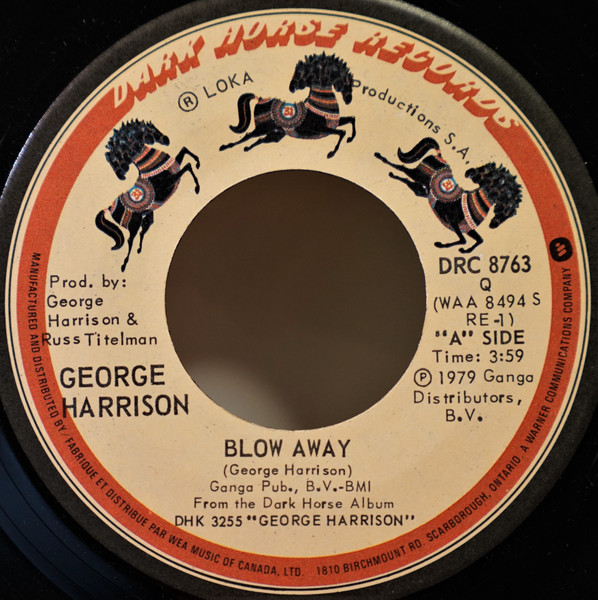 DARK HORSE RECORDS
® LOKA Productions S.A.
DRC 8763
Q
(WAA 8494 S
RE-1)
"A" SIDE
Time: 3:59
℗ 1979 Ganga
Distributors,
B.V.
Prod. by:
George
Harrison &
Russ Titelman
GEORGE
HARRISON
BLOW AWAY
(George Harrison)
Ganga Pub., B.V.-BMI
From the Dark Horse Album
DHK 3255 "GEORGE HARRISON"
MANUFACTURED AND DISTRIBUTED BY / FABRIQUE ET DISTRIBUE PAR WEA MUSIC OF CANADA, LTD. 1810 BIRCHMOUNT RD. SCARBOROUGH, ONTARIO. A WARNER COMMUNICATIONS COMPANY